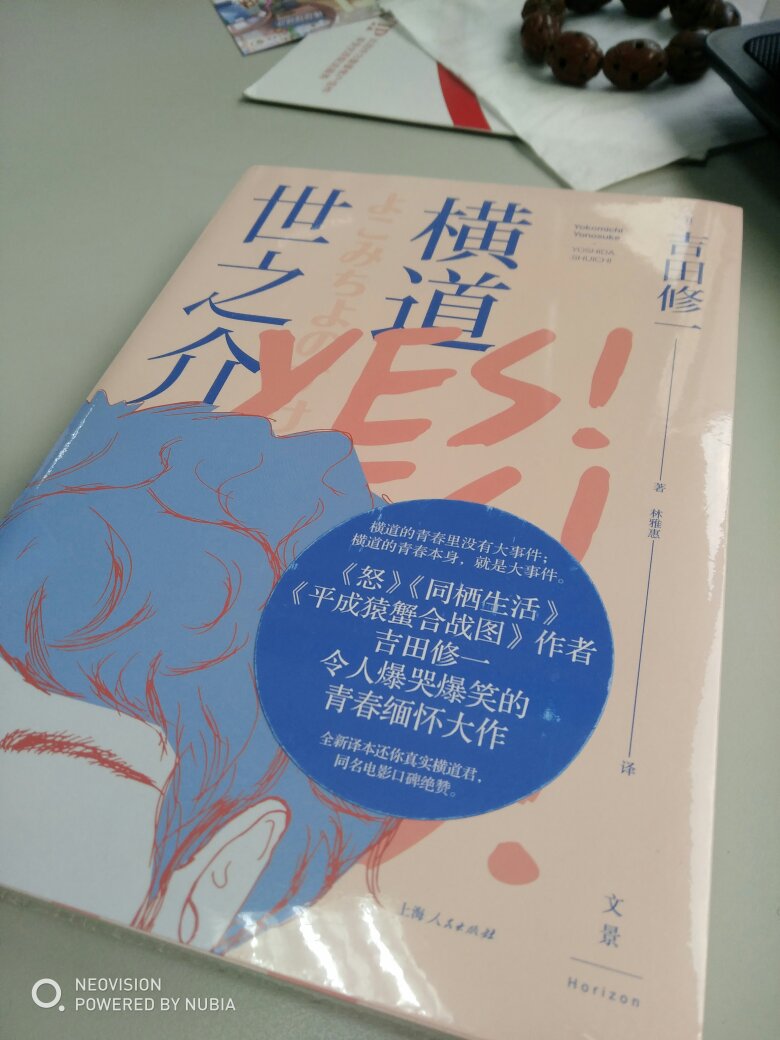 横道
世之介
よこみちよの
け
YES!
Yokomichi
Yonosuke
YOSHIDA
SHUICHI
吉田修一
著
林雅惠
译
横道的青春里没有大事件；
横道的青春本身，就是大事件。
《怒》《同栖生活》
《平成猿蟹合战图》作者
吉田修一
令人爆哭爆笑的
青春缅怀大作
全新译本还你真实横道君，
同名电影口碑绝赞。
上海人民出版社
文景
Horizon
NEOVISION
POWERED BY NUBIA